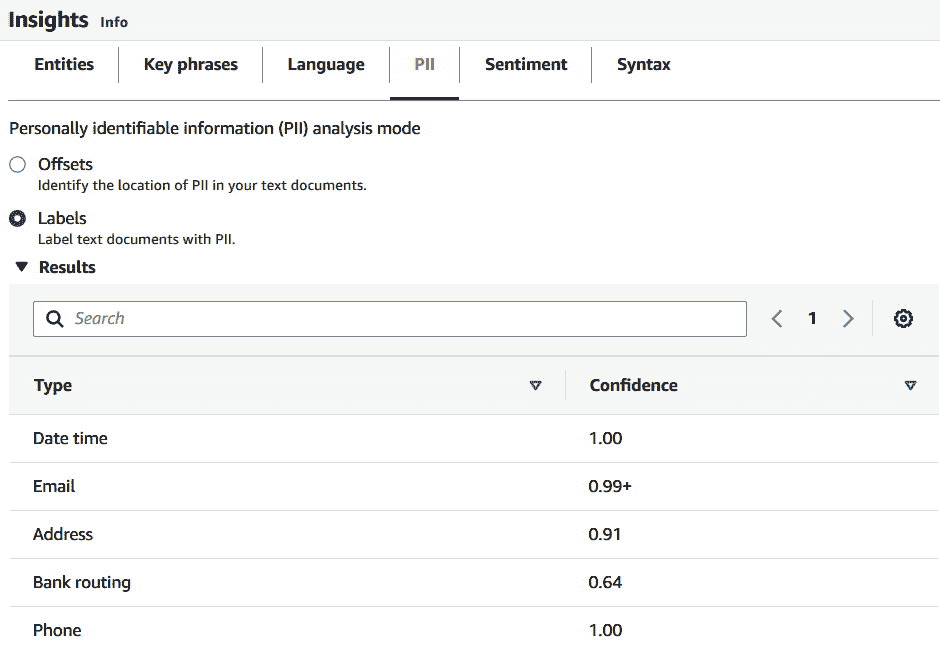 Insights Info
Entities Key phrases Language PII Sentiment Syntax
Personally identifiable information (PII) analysis mode
Offsets
Identify the location of PII in your text documents.
Labels
Label text documents with PII.
Results
Search 1
Type Confidence
Date time 1.00
Email 0.99+
Address 0.91
Bank routing 0.64
Phone 1.00